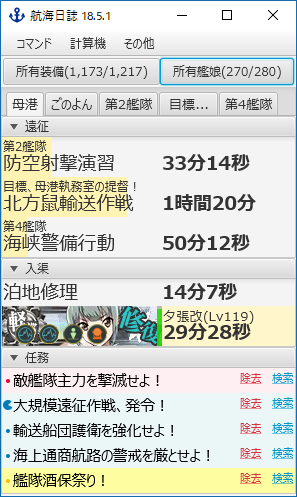 航海日誌 18.5.1
コマンド 計算機 その他
所有装備(1,173/1,217) 所有艦娘(270/280)
母港 ごのよん 第2艦隊 目標... 第4艦隊
遠征
第2艦隊
防空射撃演習 33分14秒
目標、母港執務室の提督!
北方鼠輸送作戦 1時間20分
第4艦隊
海峡警備行動 50分12秒
入渠
泊地修理 14分7秒
軽 修復 夕張改(Lv119)
29分28秒
任務
敵艦隊主力を撃滅せよ! 除去 検索
大規模遠征作戦、発令! 除去 検索
輸送船団護衛を強化せよ! 除去 検索
海上通商航路の警戒を厳とせよ! 除去 検索
艦隊酒保祭り! 除去 検索